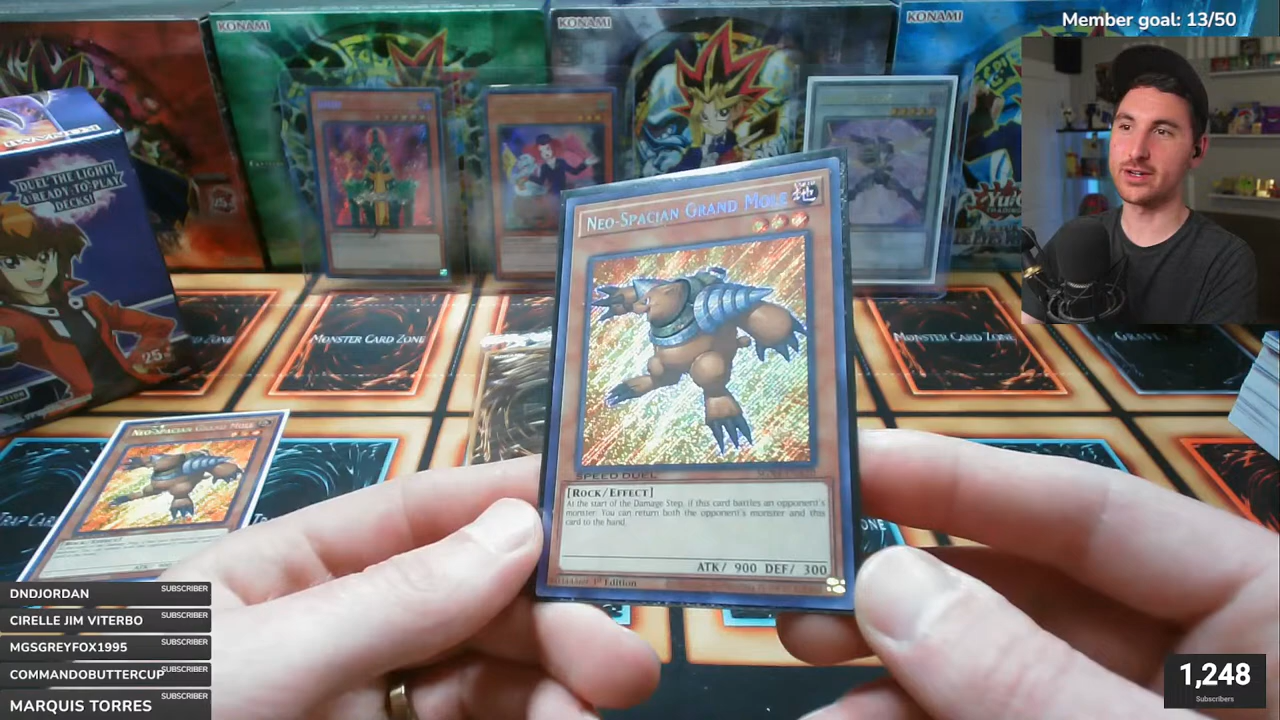 Member goal: 13/50
KONAMI
KONAMI
KONAMI
DUEL THE LIGHT!
4 READY-TO-PLAY
DECKS!
25
NEO-SPACIAN GRAND MOLE
SPEED DUEL
[ROCK/EFFECT]
At the start of the Damage Step, if this card battles an opponent's
monster: You can return both the opponent's monster and this
card to the hand.
ATK/ 900 DEF/ 300
1st Edition
MONSTER CARD ZONE
MONSTER CARD ZONE
NEO-SPACIAN GRAND MOLE
TRAP CARD
DNDJORDAN SUBSCRIBER
CIRELLE JIM VITERBO SUBSCRIBER
MGSGREYFOX1995 SUBSCRIBER
COMMANDOBUTTERCUP SUBSCRIBER
MARQUIS TORRES SUBSCRIBER
1,248
Subscribers